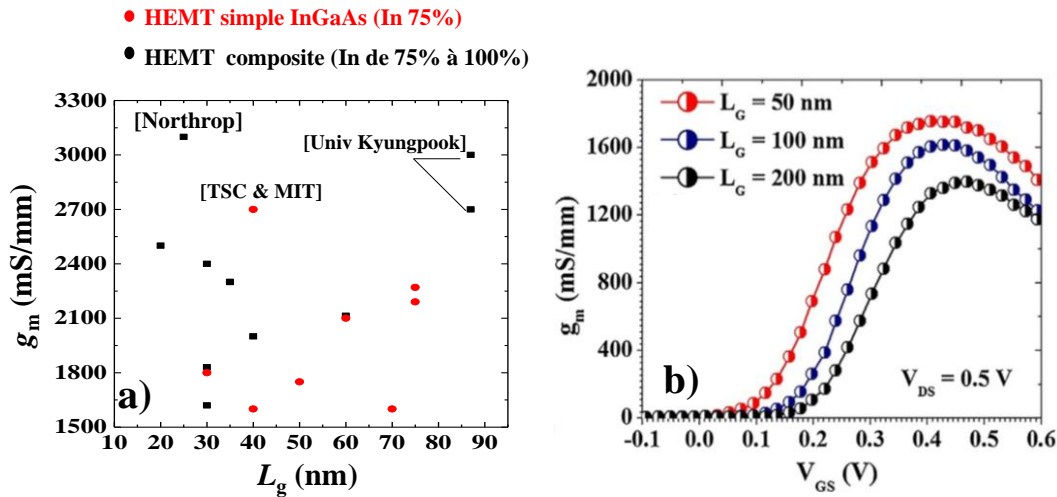 HEMT simple InGaAs (In 75%)
HEMT composite (In de 75% à 100%)
3300
3000
2700
2400
2100
1800
1500
g_m (mS/mm)
[Northrop]
[Univ Kyungpook]
[TSC & MIT]
a)
10 20 30 40 50 60 70 80 90
L_g (nm)
2000
1600
1200
800
400
0
g_m (mS/mm)
L_G = 50 nm
L_G = 100 nm
L_G = 200 nm
b)
V_DS = 0.5 V
-0.1 0.0 0.1 0.2 0.3 0.4 0.5 0.6
V_GS (V)